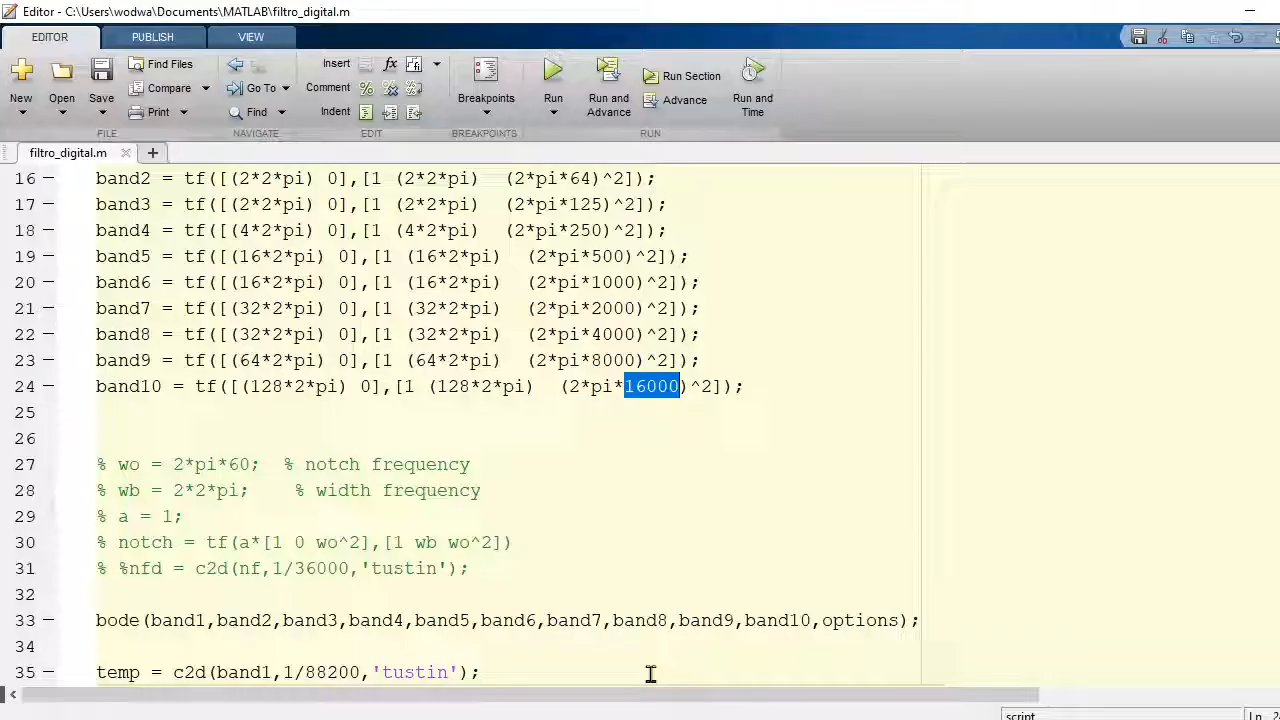 Editor - C:\Users\wodwa\Documents\MATLAB\filtro_digital.m
EDITOR PUBLISH VIEW
New Open Save Find Files Compare Print Go To Find Insert fx Comment Indent Breakpoints Run Run and Advance Run Section Advance Run and Time
FILE NAVIGATE EDIT BREAKPOINTS RUN
filtro_digital.m
16 band2 = tf([(2*2*pi) 0],[1 (2*2*pi) (2*pi*64)^2]);
17 band3 = tf([(2*2*pi) 0],[1 (2*2*pi) (2*pi*125)^2]);
18 band4 = tf([(4*2*pi) 0],[1 (4*2*pi) (2*pi*250)^2]);
19 band5 = tf([(16*2*pi) 0],[1 (16*2*pi) (2*pi*500)^2]);
20 band6 = tf([(16*2*pi) 0],[1 (16*2*pi) (2*pi*1000)^2]);
21 band7 = tf([(32*2*pi) 0],[1 (32*2*pi) (2*pi*2000)^2]);
22 band8 = tf([(32*2*pi) 0],[1 (32*2*pi) (2*pi*4000)^2]);
23 band9 = tf([(64*2*pi) 0],[1 (64*2*pi) (2*pi*8000)^2]);
24 band10 = tf([(128*2*pi) 0],[1 (128*2*pi) (2*pi*16000)^2]);
25
26
27 % wo = 2*pi*60; % notch frequency
28 % wb = 2*2*pi; % width frequency
29 % a = 1;
30 % notch = tf(a*[1 0 wo^2],[1 wb wo^2])
31 % %nfd = c2d(nf,1/36000,'tustin');
32
33 bode(band1,band2,band3,band4,band5,band6,band7,band8,band9,band10,options);
34
35 temp = c2d(band1,1/88200,'tustin');
script Ln